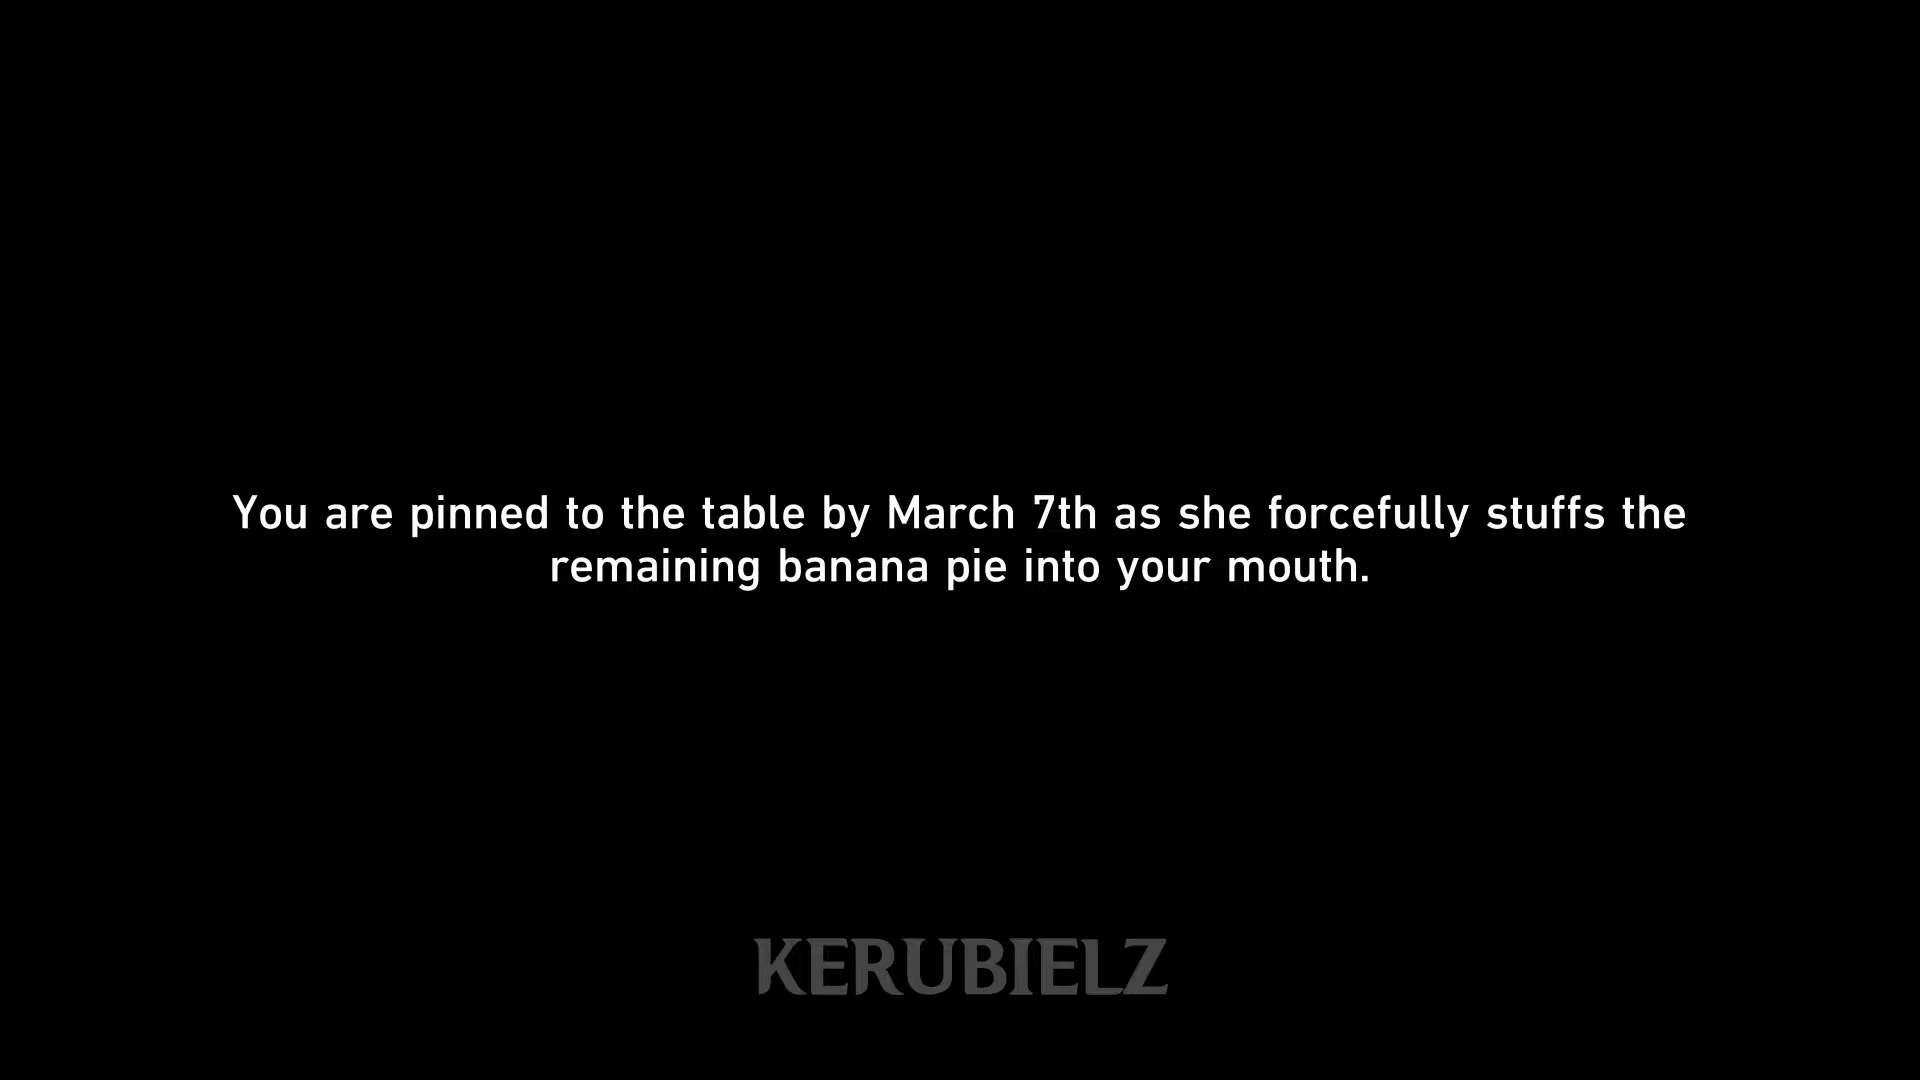 You are pinned to the table by March 7th as she forcefully stuffs the
remaining banana pie into your mouth.
KERUBIELZ